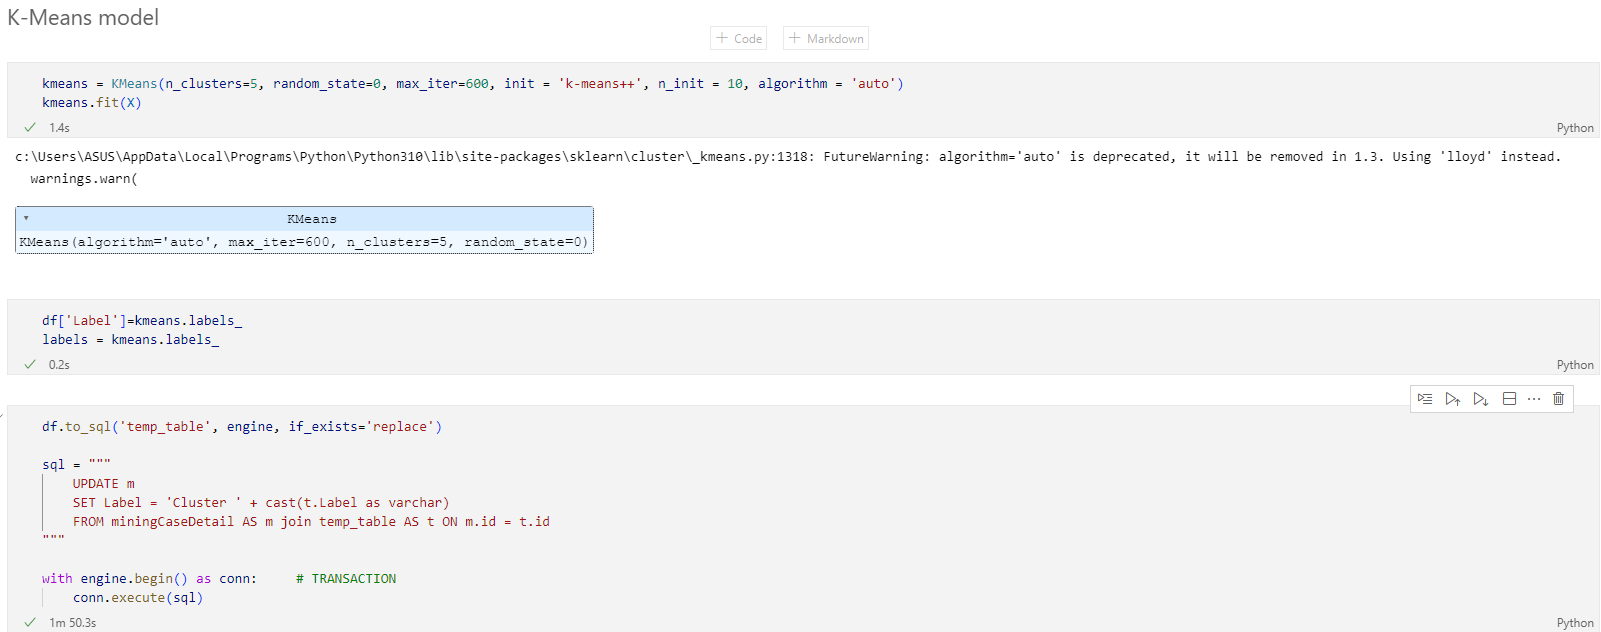 K-Means model
+ Code + Markdown
kmeans = KMeans(n_clusters=5, random_state=0, max_iter=600, init = 'k-means++', n_init = 10, algorithm = 'auto')
kmeans.fit(X)
1.4s Python
c:\Users\ASUS\AppData\Local\Programs\Python\Python310\lib\site-packages\sklearn\cluster\_kmeans.py:1318: FutureWarning: algorithm='auto' is deprecated, it will be removed in 1.3. Using 'lloyd' instead.
  warnings.warn(
KMeans
KMeans(algorithm='auto', max_iter=600, n_clusters=5, random_state=0)
df['Label']=kmeans.labels_
labels = kmeans.labels_
0.2s Python
df.to_sql('temp_table', engine, if_exists='replace')
sql = """
    UPDATE m
    SET Label = 'Cluster ' + cast(t.Label as varchar)
    FROM miningCaseDetail AS m join temp_table AS t ON m.id = t.id
"""
with engine.begin() as conn:     # TRANSACTION
    conn.execute(sql)
1m 50.3s Python